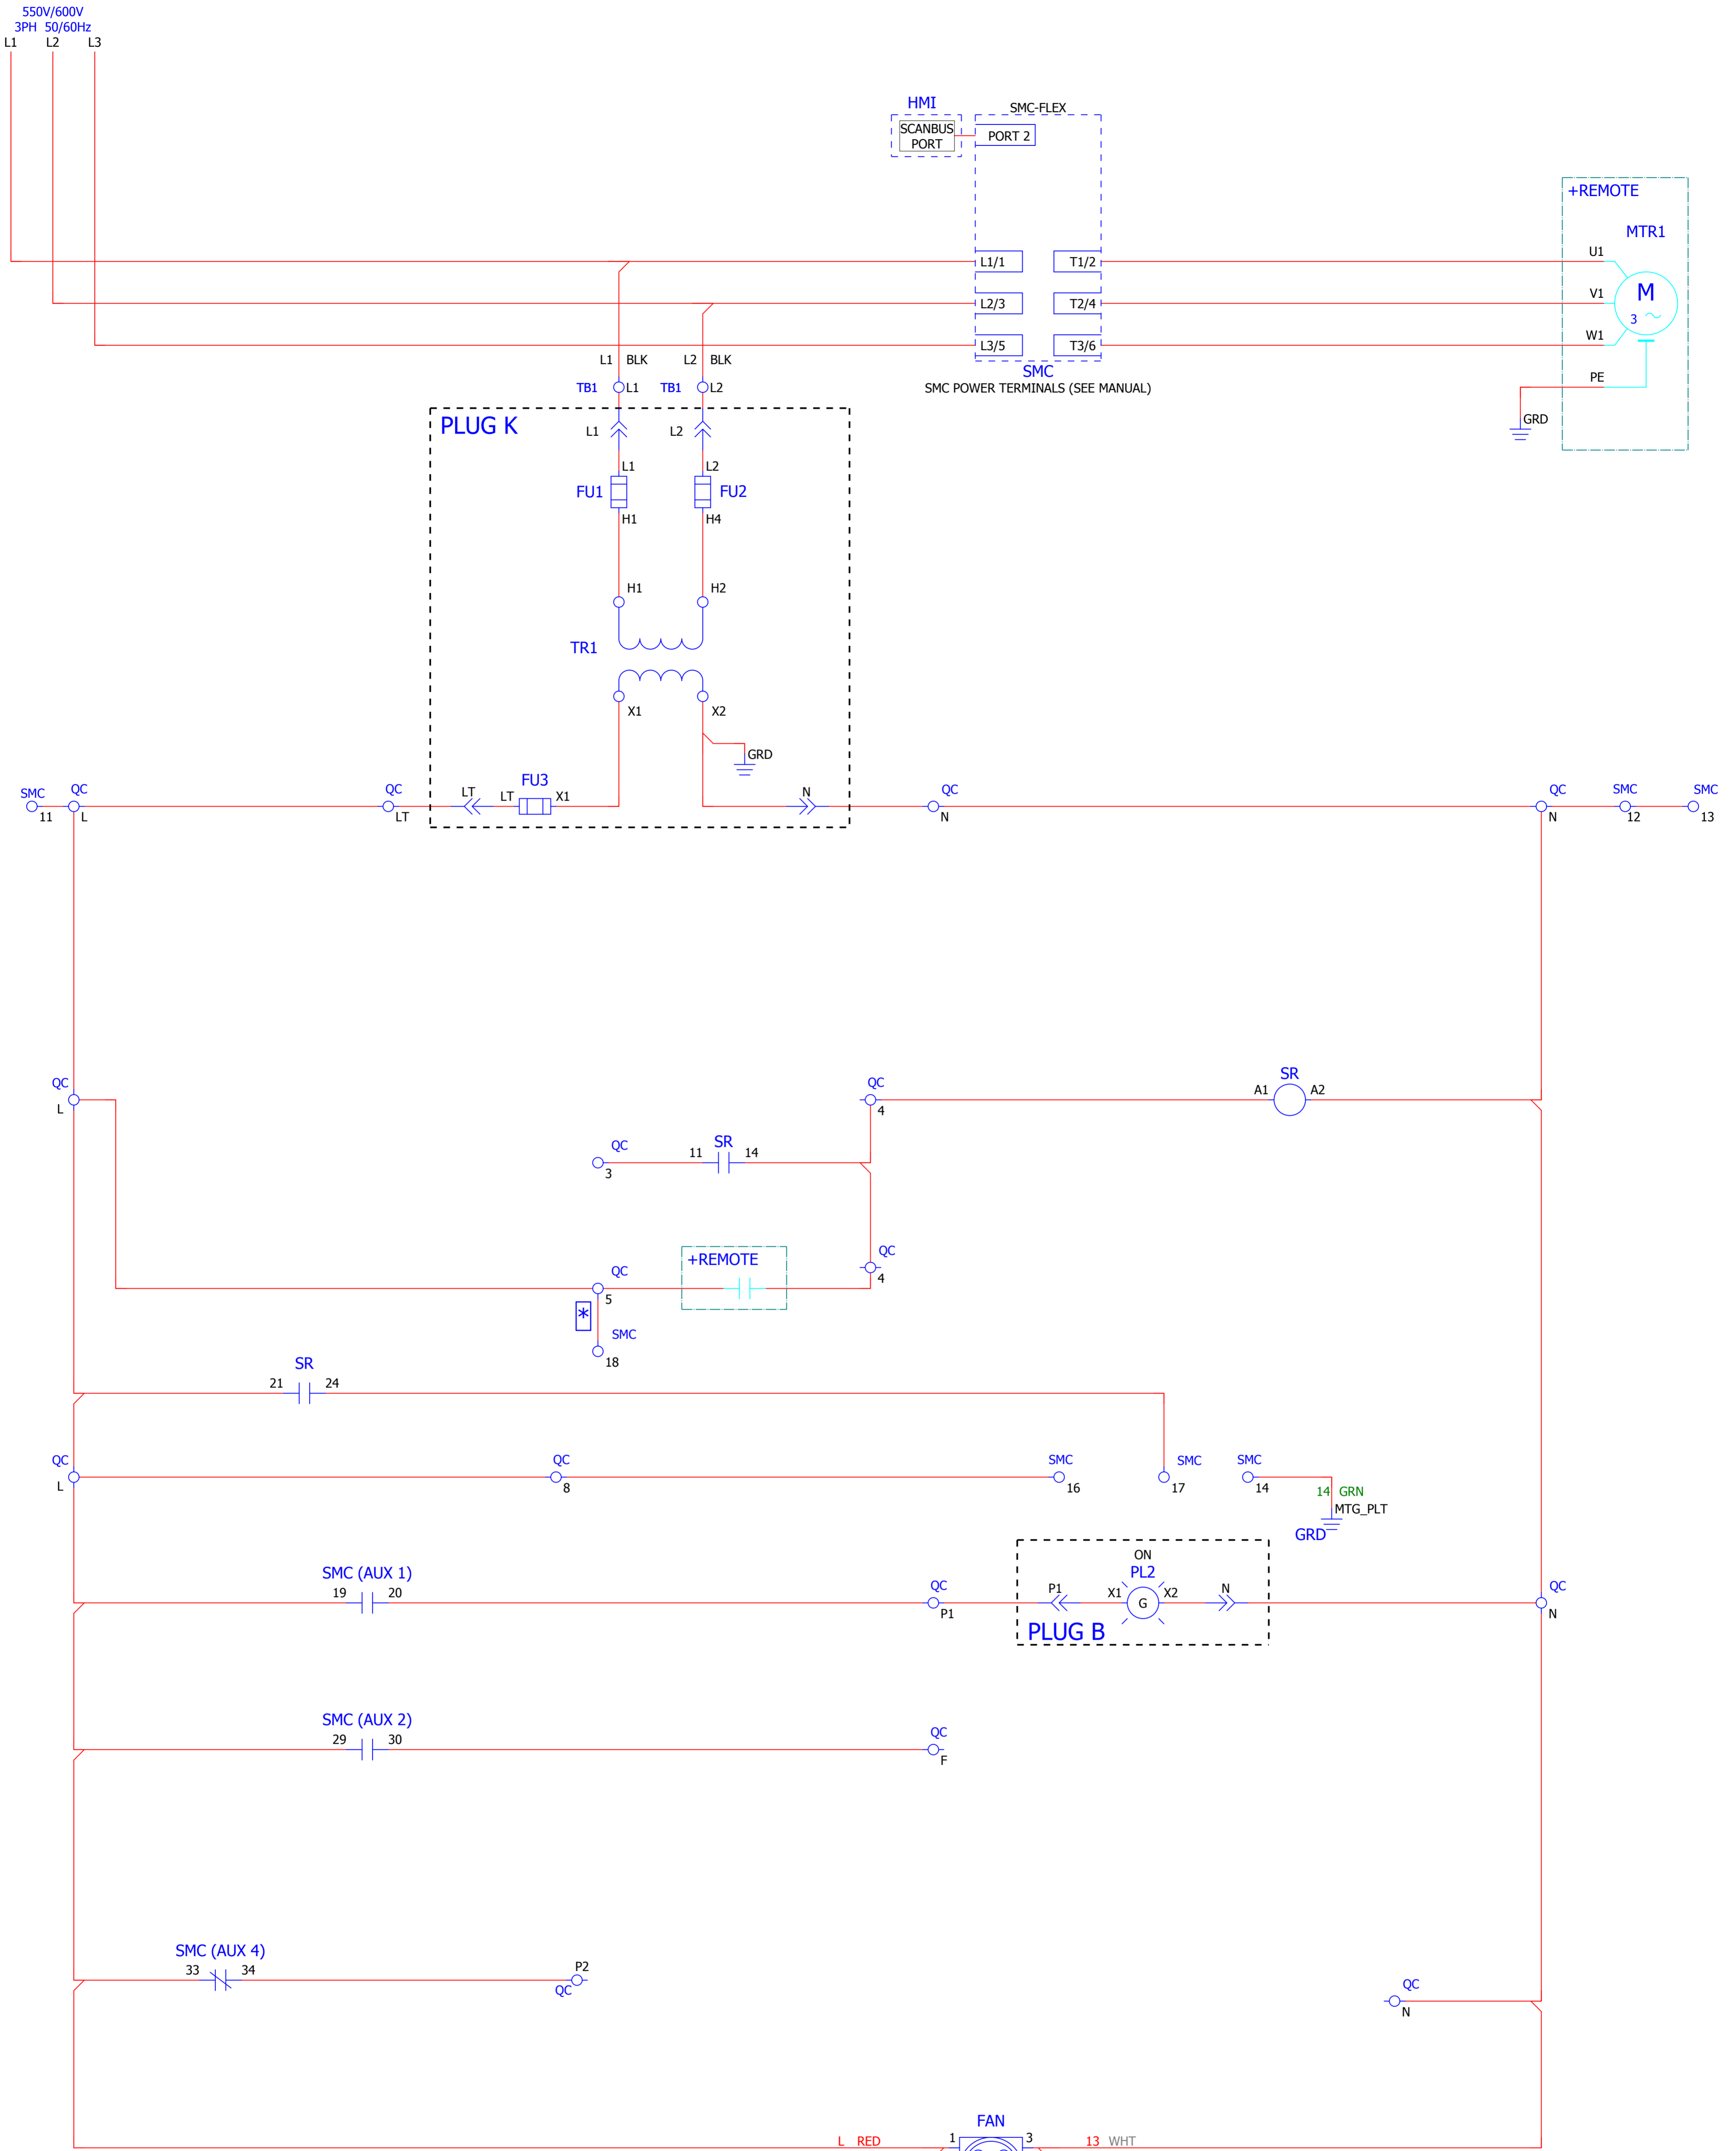 550V/600V
3PH 50/60Hz
L1 L2 L3
HMI
SMC-FLEX
SCANBUS
PORT
PORT 2
+REMOTE
MTR1
L1/1 T1/2 U1
L2/3 T2/4 V1
M
3
L3/5 T3/6 W1
SMC
SMC POWER TERMINALS (SEE MANUAL)
PE
GRD
L1 BLK L2 BLK
TB1 L1 TB1 L2
PLUG K
L1 L2
L1 L2
FU1 FU2
H1 H4
H1 H2
TR1
X1 X2
GRD
SMC QC QC FU3 QC QC SMC SMC
LT LT X1 N
11 L LT N N 12 13
QC QC SR
L 4 A1 A2
QC SR
3 11 14
+REMOTE
QC QC
5 4
*
SMC
18
SR
21 24
QC QC SMC SMC SMC
L 8 16 17 14
14 GRN
MTG_PLT
GRD
SMC (AUX 1)
19 20
QC
P1
ON
PL2
P1 X1 G X2 N
PLUG B
QC
N
SMC (AUX 2)
29 30
QC
F
SMC (AUX 4)
33 34
P2
QC
QC
N
FAN
L RED 1 3 13 WHT